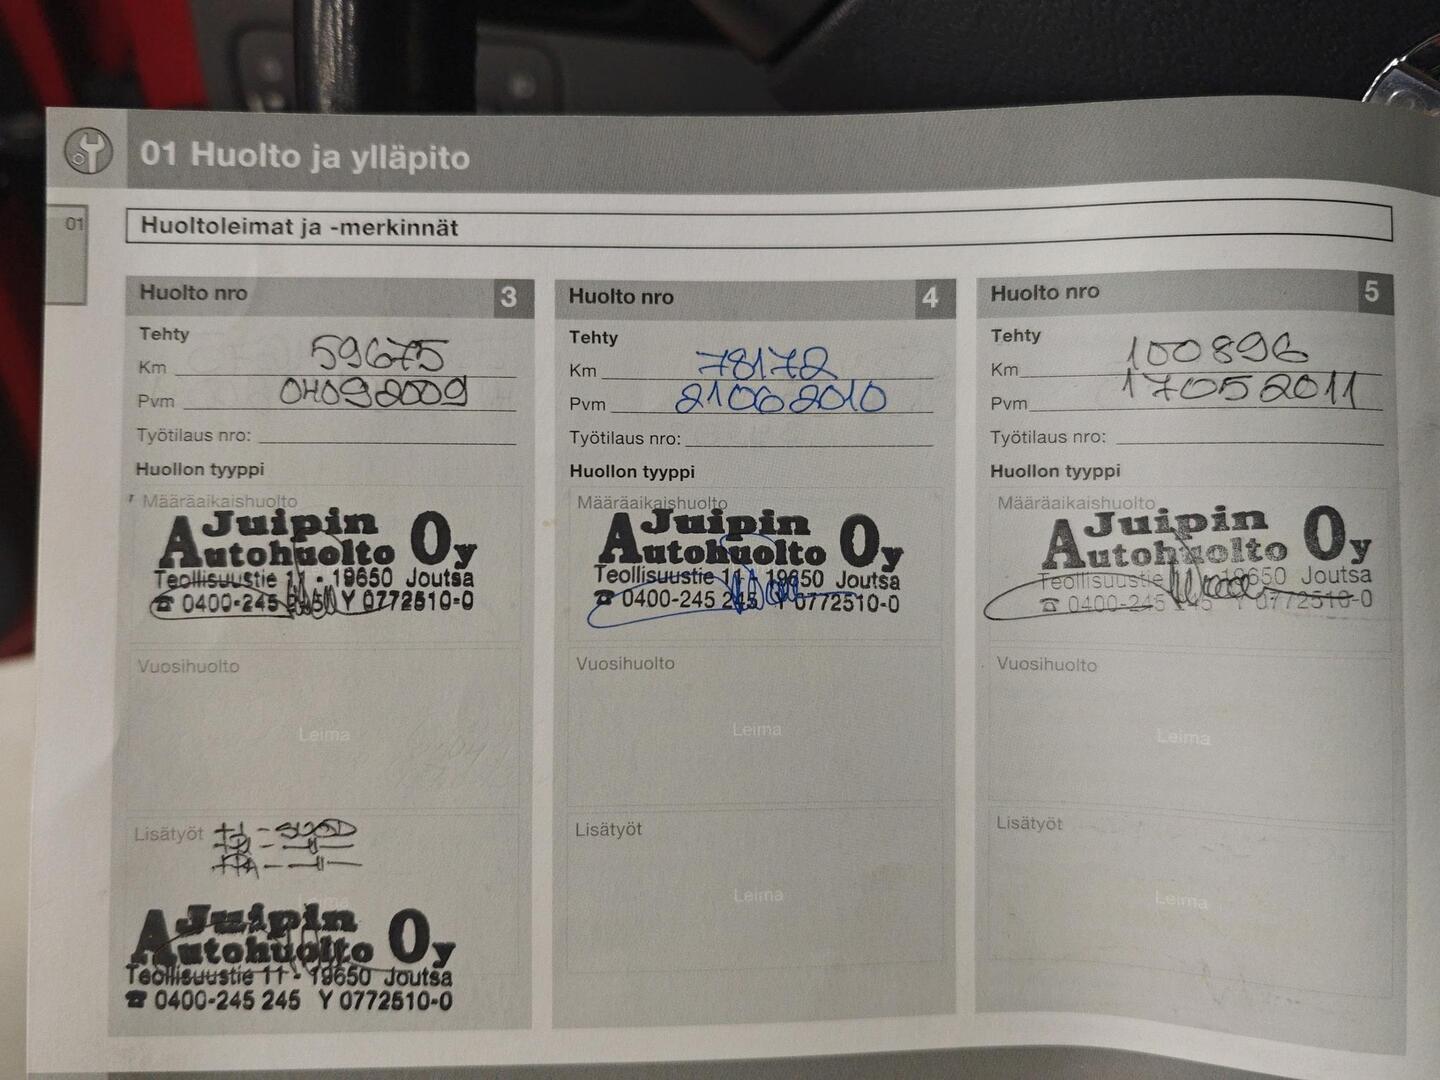 01 Huolto ja ylläpito
01
Huoltoleimat ja -merkinnät
Huolto nro 3
Tehty
Km 59675
Pvm 04092009
Työtilaus nro:
Huollon tyyppi
Määräaikaishuolto
Juipin
Autohuolto Oy
Teollisuustie 11 - 19650 Joutsa
☎ 0400-245 245 Y 0772510-0
Vuosihuolto
Leima
Lisätyöt
Leima
Juipin
Autohuolto Oy
Teollisuustie 11 - 19650 Joutsa
☎ 0400-245 245 Y 0772510-0
Huolto nro 4
Tehty
Km 78172
Pvm 21062010
Työtilaus nro:
Huollon tyyppi
Määräaikaishuolto
Juipin
Autohuolto Oy
Teollisuustie 11 - 19650 Joutsa
☎ 0400-245 245 Y 0772510-0
Vuosihuolto
Leima
Lisätyöt
Leima
Huolto nro 5
Tehty
Km 100896
Pvm 17052011
Työtilaus nro:
Huollon tyyppi
Määräaikaishuolto
Juipin
Autohuolto Oy
Teollisuustie 19650 Joutsa
☎ 0400-245 245 Y 0772510-0
Vuosihuolto
Leima
Lisätyöt
Leima